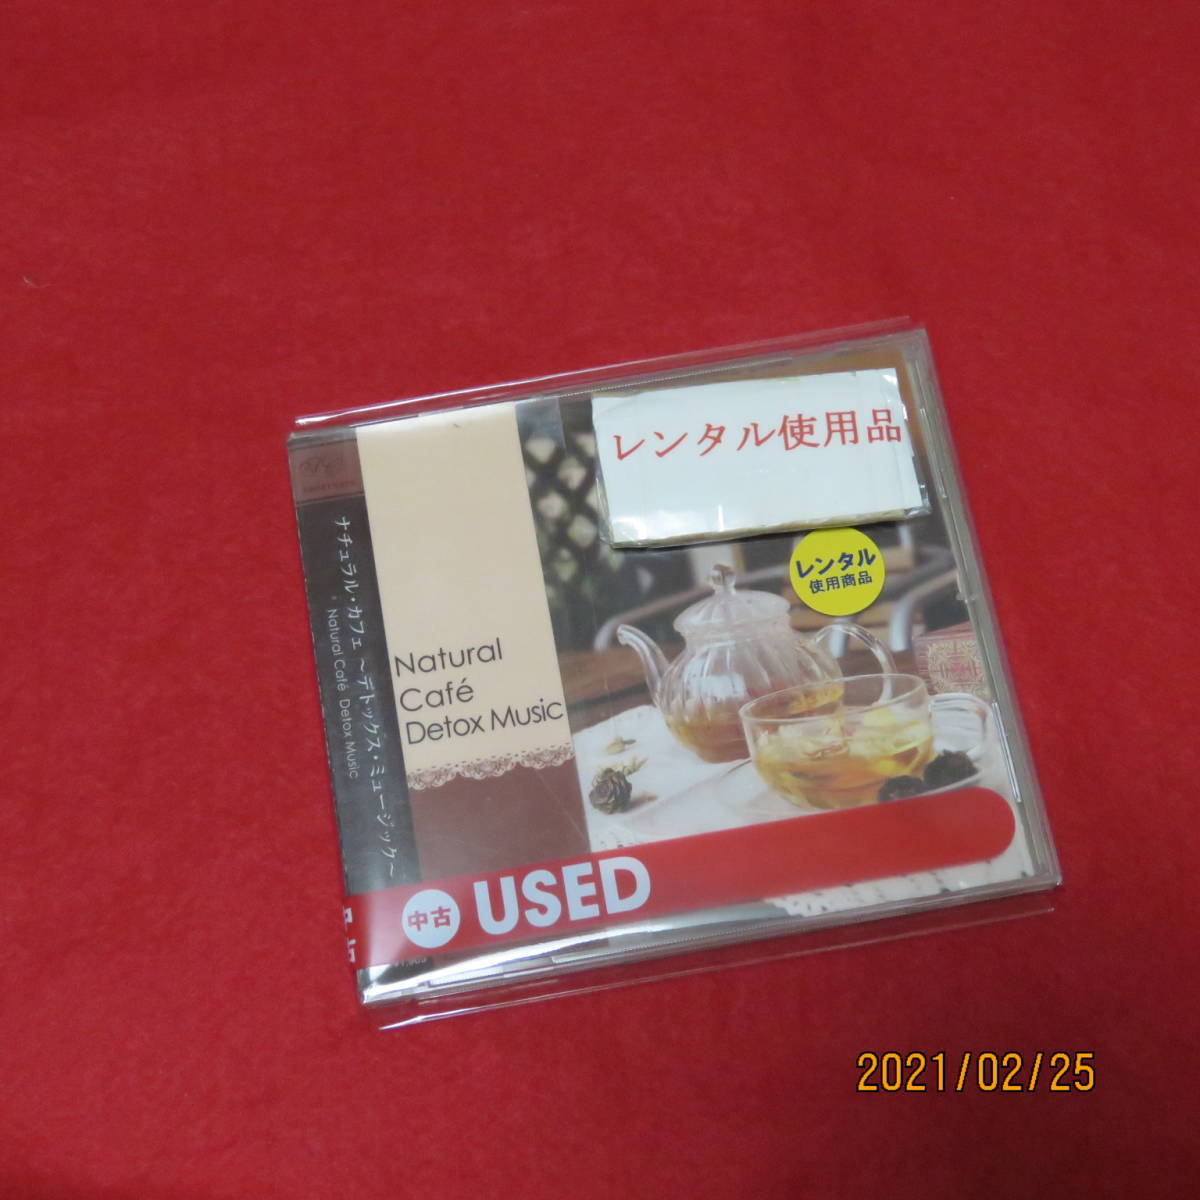 レンタル使用品
レンタル
使用商品
ナチュラル・カフェ ～デトックス・ミュージック～
Natural Café Detox Music
Natural
Café
Detox Music
中古 USED
中古
2021/02/25